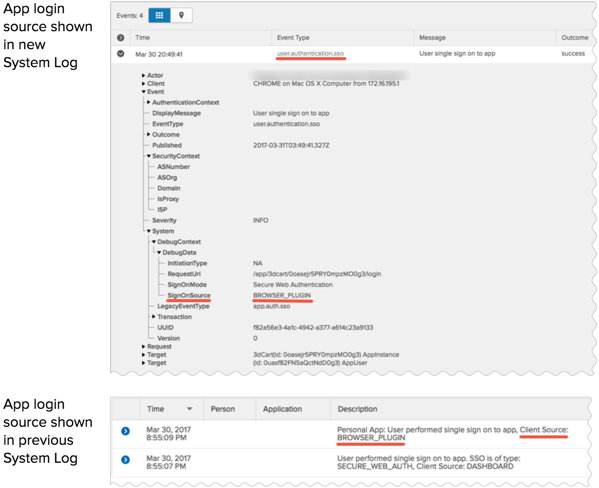 App login
source shown
in new
System Log
Events: 4
Time Event Type Message Outcome
Mar 30 20:49:41 user.authentication.sso User single sign on to app success
Actor
Client CHROME on Mac OS X Computer from 172.16.195.1
Event
AuthenticationContext
DisplayMessage User single sign on to app
EventType user.authentication.sso
Outcome
Published 2017-03-31T03:49:41.327Z
SecurityContext
ASNumber
ASOrg
Domain
IsProxy
ISP
Severity INFO
System
DebugContext
DebugData
InitiationType NA
RequestUri /app/3dcart/0oasejr5PRY0mpzMO0g3/login
SignOnMode Secure Web Authentication
SignOnSource BROWSER_PLUGIN
LegacyEventType app.auth.sso
Transaction
UUID f82a56e3-4a1c-4942-a377-a614c23a9133
Version 0
Request
Target 3dCart(id: 0oasejr5PRY0mpzMO0g3) AppInstance
Target (id: 0uasf82FNSaQctNdD0g3) AppUser
App login
source shown
in previous
System Log
Time Person Application Description
Mar 30, 2017
8:55:09 PM
Personal App: User performed single sign on to app, Client Source:
BROWSER_PLUGIN
Mar 30, 2017
8:55:07 PM
User performed single sign on to app. SSO is of type:
SECURE_WEB_AUTH, Client Source: DASHBOARD